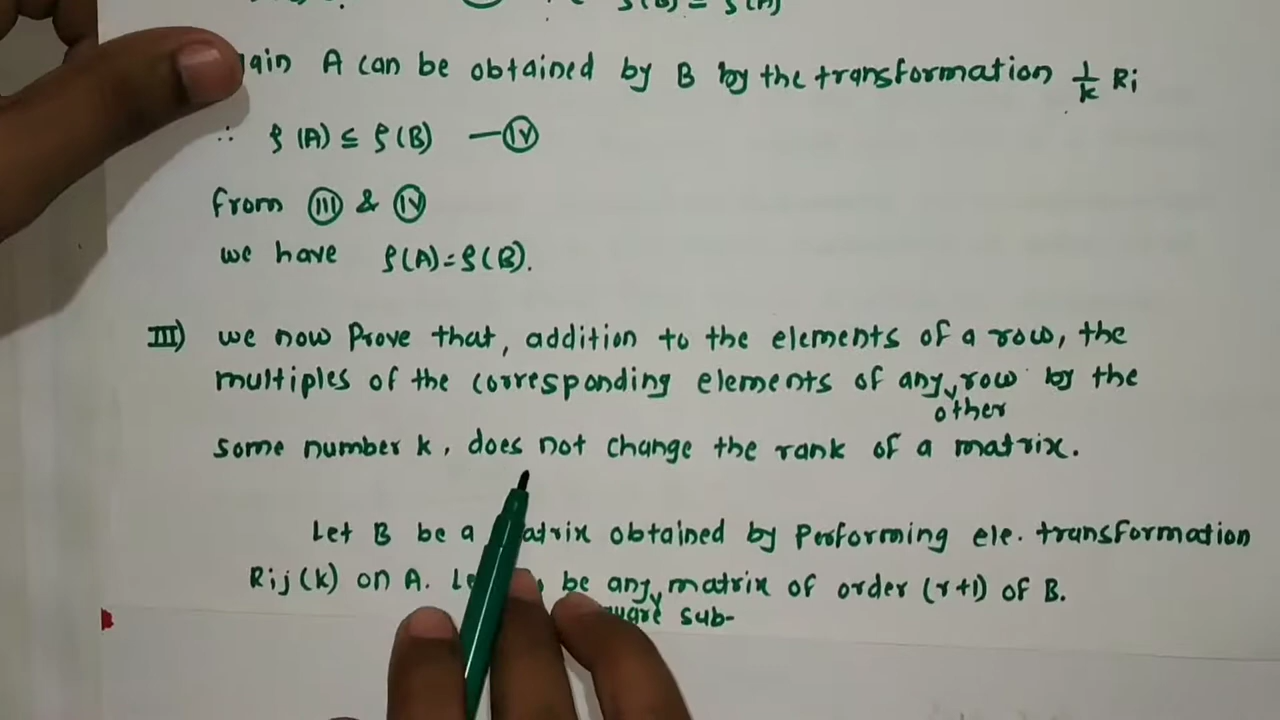 ρ(B) ≤ ρ(A)
A can be obtained by B by the transformation 1/k Ri
∴ ρ(A) ≤ ρ(B) —(IV)
from (III) & (IV)
we have ρ(A)=ρ(B).
III) we now Prove that, addition to the elements of a row, the
multiples of the corresponding elements of any other row by the
some number k, does not change the rank of a matrix.
Let B be a matrix obtained by Performing ele. transformation
Rij(k) on A. be any matrix of order (r+1) of B.
sub-